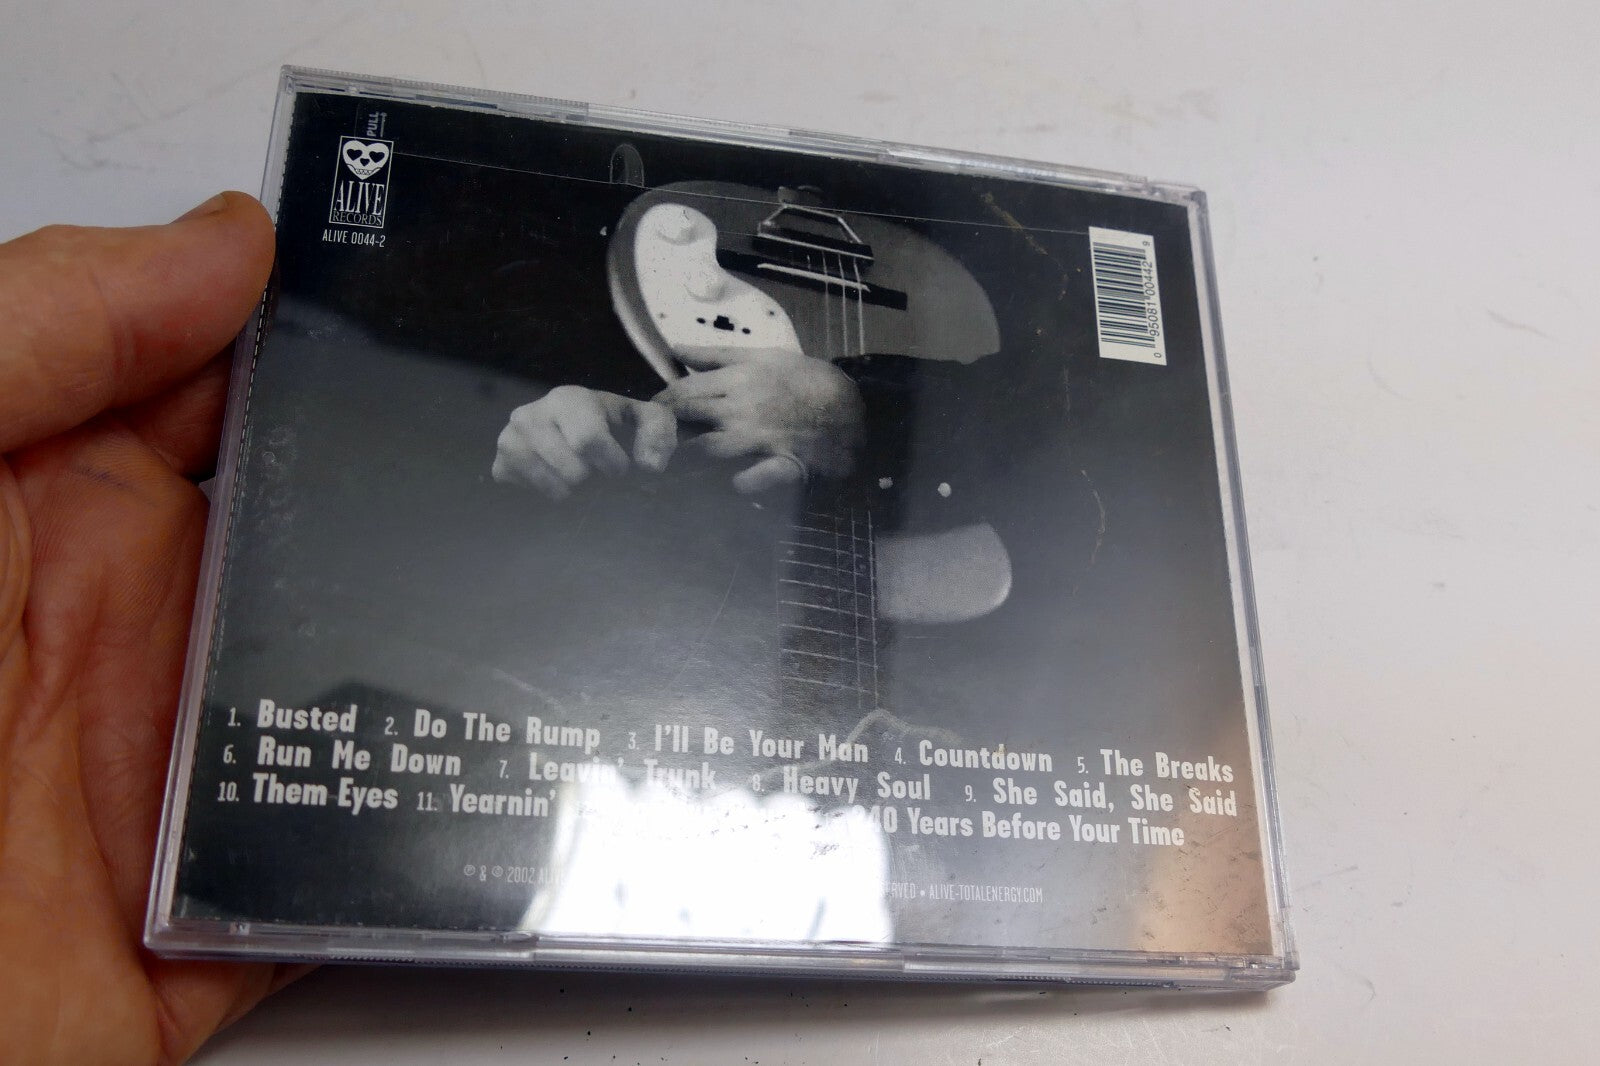 PULL
ALIVE
RECORDS
ALIVE 0044-2
0 95081 00442 9
1. Busted 2. Do The Rump 3. I'll Be Your Man 4. Countdown 5. The Breaks
6. Run Me Down 7. Leavin' Trunk 8. Heavy Soul 9. She Said, She Said
10. Them Eyes 11. Yearnin' 240 Years Before Your Time
℗ & © 2002 ALIVE • ALIVE-TOTALENERGY.COM